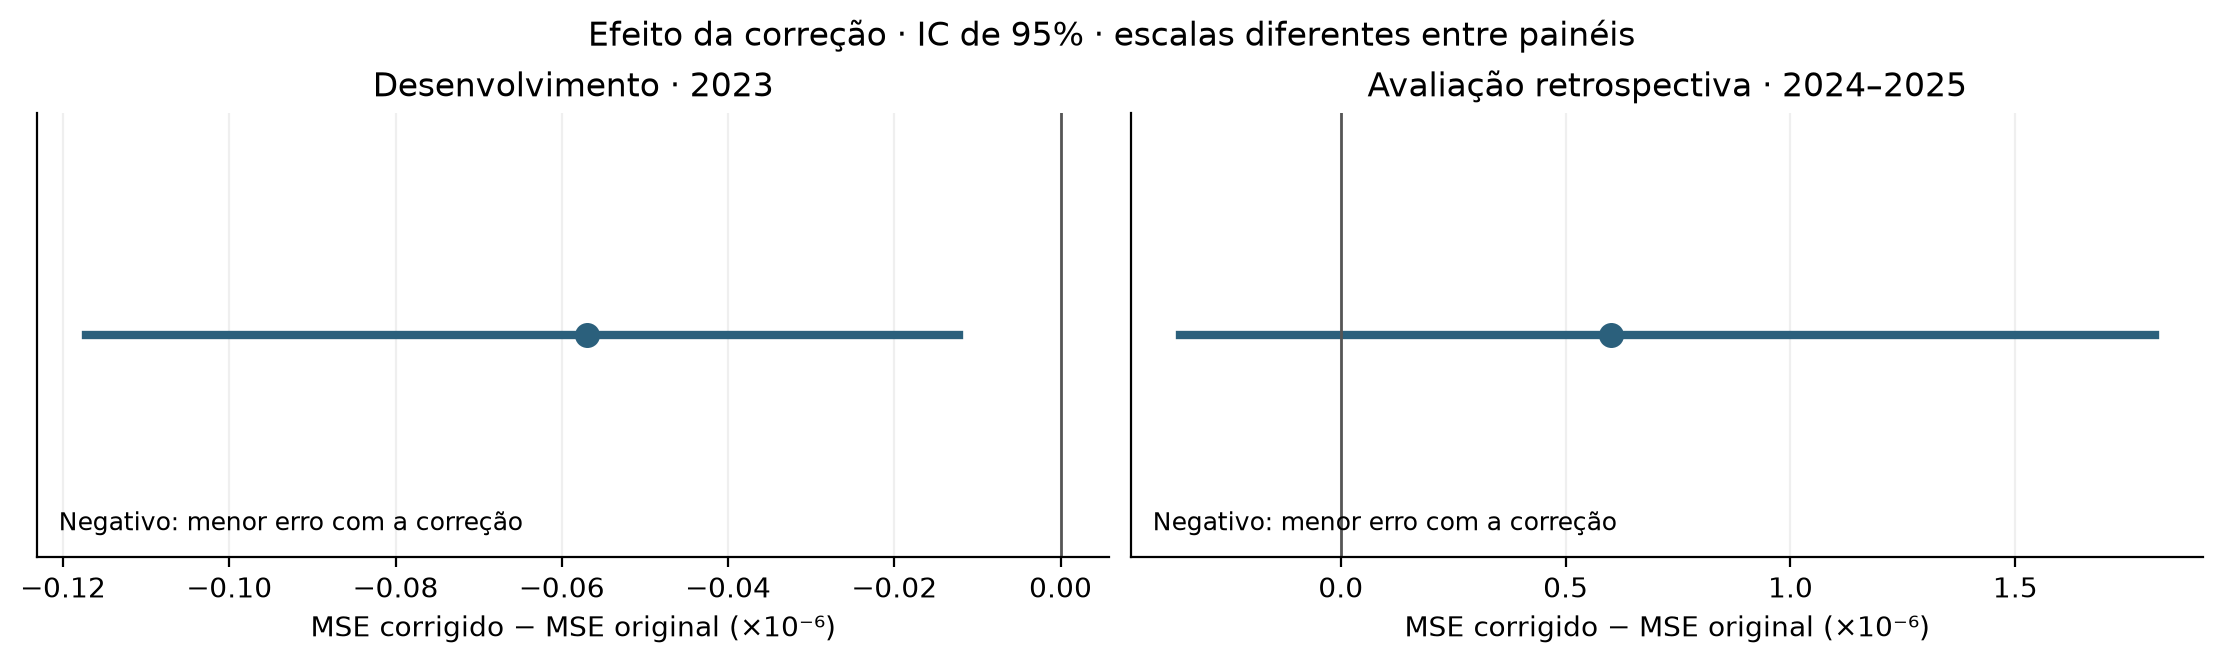 Efeito da correção · IC de 95% · escalas diferentes entre painéis
Desenvolvimento · 2023
Negativo: menor erro com a correção
−0.12 −0.10 −0.08 −0.06 −0.04 −0.02 0.00
MSE corrigido − MSE original (×10⁻⁶)
Avaliação retrospectiva · 2024–2025
Negativo: menor erro com a correção
0.0 0.5 1.0 1.5
MSE corrigido − MSE original (×10⁻⁶)